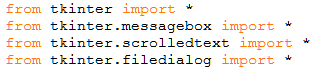 from tkinter import *
from tkinter.messagebox import *
from tkinter.scrolledtext import *
from tkinter.filedialog import *